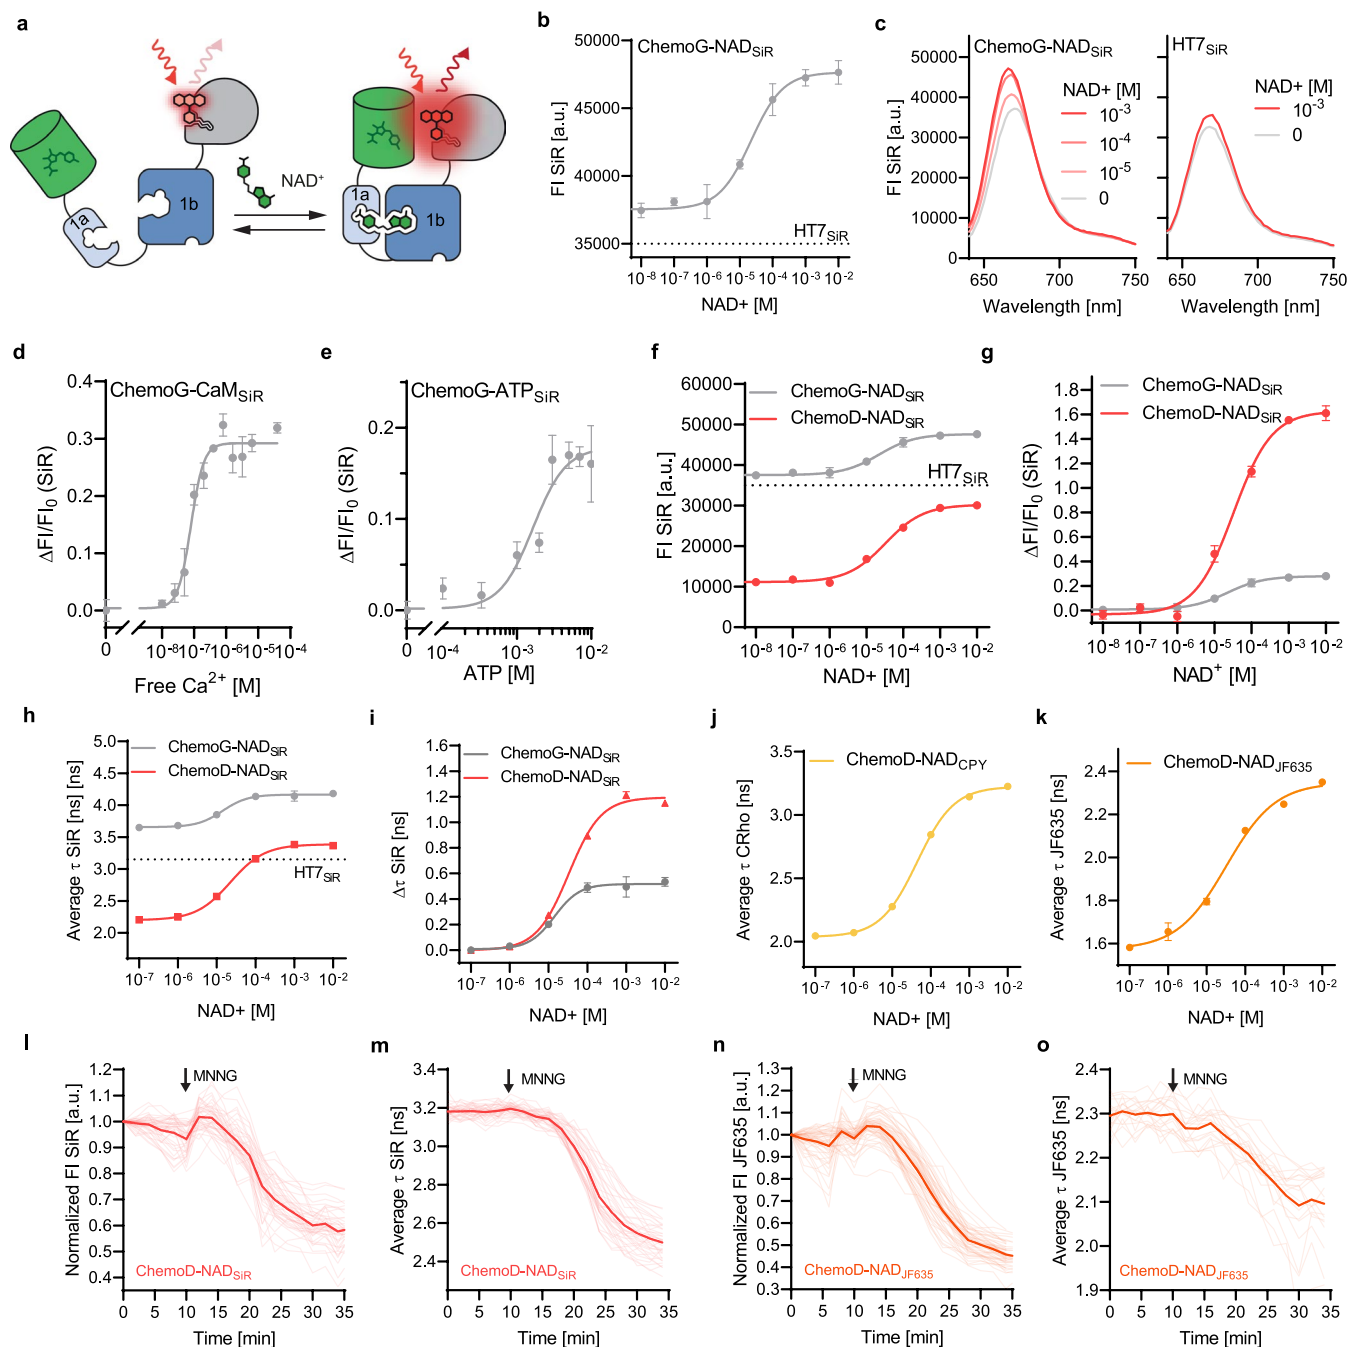 a
NAD+
1a
1b
1a
1b
b
ChemoG-NADSiR
FI SiR [a.u.]
50000
45000
40000
35000
HT7SiR
10-8 10-7 10-6 10-5 10-4 10-3 10-2
NAD+ [M]
c
ChemoG-NADSiR
HT7SiR
FI SiR [a.u.]
50000
40000
30000
20000
10000
0
NAD+ [M]
10-3
10-4
10-5
0
NAD+ [M]
10-3
0
650 700 750
650 700 750
Wavelength [nm]
Wavelength [nm]
d
ChemoG-CaMSiR
ΔFI/FI0 (SiR)
0.4
0.3
0.2
0.1
0.0
0 10-8 10-7 10-6 10-5 10-4
Free Ca2+ [M]
e
ChemoG-ATPSiR
ΔFI/FI0 (SiR)
0.2
0.1
0.0
0 10-4 10-3 10-2
ATP [M]
f
ChemoG-NADSiR
ChemoD-NADSiR
FI SiR [a.u.]
60000
50000
40000
30000
20000
10000
0
HT7SiR
10-8 10-7 10-6 10-5 10-4 10-3 10-2
NAD+ [M]
g
ChemoG-NADSiR
ChemoD-NADSiR
ΔFI/FI0 (SiR)
1.8
1.6
1.4
1.2
1.0
0.8
0.6
0.4
0.2
0.0
10-8 10-7 10-6 10-5 10-4 10-3 10-2
NAD+ [M]
h
ChemoG-NADSiR
ChemoD-NADSiR
Average τ SiR [ns] [ns]
5.0
4.5
4.0
3.5
3.0
2.5
2.0
HT7SiR
10-7 10-6 10-5 10-4 10-3 10-2
NAD+ [M]
i
ChemoG-NADSiR
ChemoD-NADSiR
Δτ SiR [ns]
1.6
1.4
1.2
1.0
0.8
0.6
0.4
0.2
0.0
10-7 10-6 10-5 10-4 10-3 10-2
NAD+ [M]
j
ChemoD-NADCPY
Average τ CRho [ns]
3.5
3.0
2.5
2.0
10-7 10-6 10-5 10-4 10-3 10-2
NAD+ [M]
k
ChemoD-NADJF635
Average τ JF635 [ns]
2.4
2.2
2.0
1.8
1.6
10-7 10-6 10-5 10-4 10-3 10-2
NAD+ [M]
l
MNNG
Normalized FI SiR [a.u.]
1.2
1.1
1.0
0.9
0.8
0.7
0.6
0.5
0.4
ChemoD-NADSiR
0 5 10 15 20 25 30 35
Time [min]
m
MNNG
Average τ SiR [ns]
3.4
3.2
3.0
2.8
2.6
2.4
ChemoD-NADSiR
0 5 10 15 20 25 30 35
Time [min]
n
MNNG
Normalized FI JF635 [a.u.]
1.3
1.2
1.1
1.0
0.9
0.8
0.7
0.6
0.5
0.4
0.3
ChemoD-NADJF635
0 5 10 15 20 25 30 35
Time [min]
o
MNNG
Average τ JF635 [ns]
2.4
2.3
2.2
2.1
2.0
1.9
ChemoD-NADJF635
0 5 10 15 20 25 30 35
Time [min]